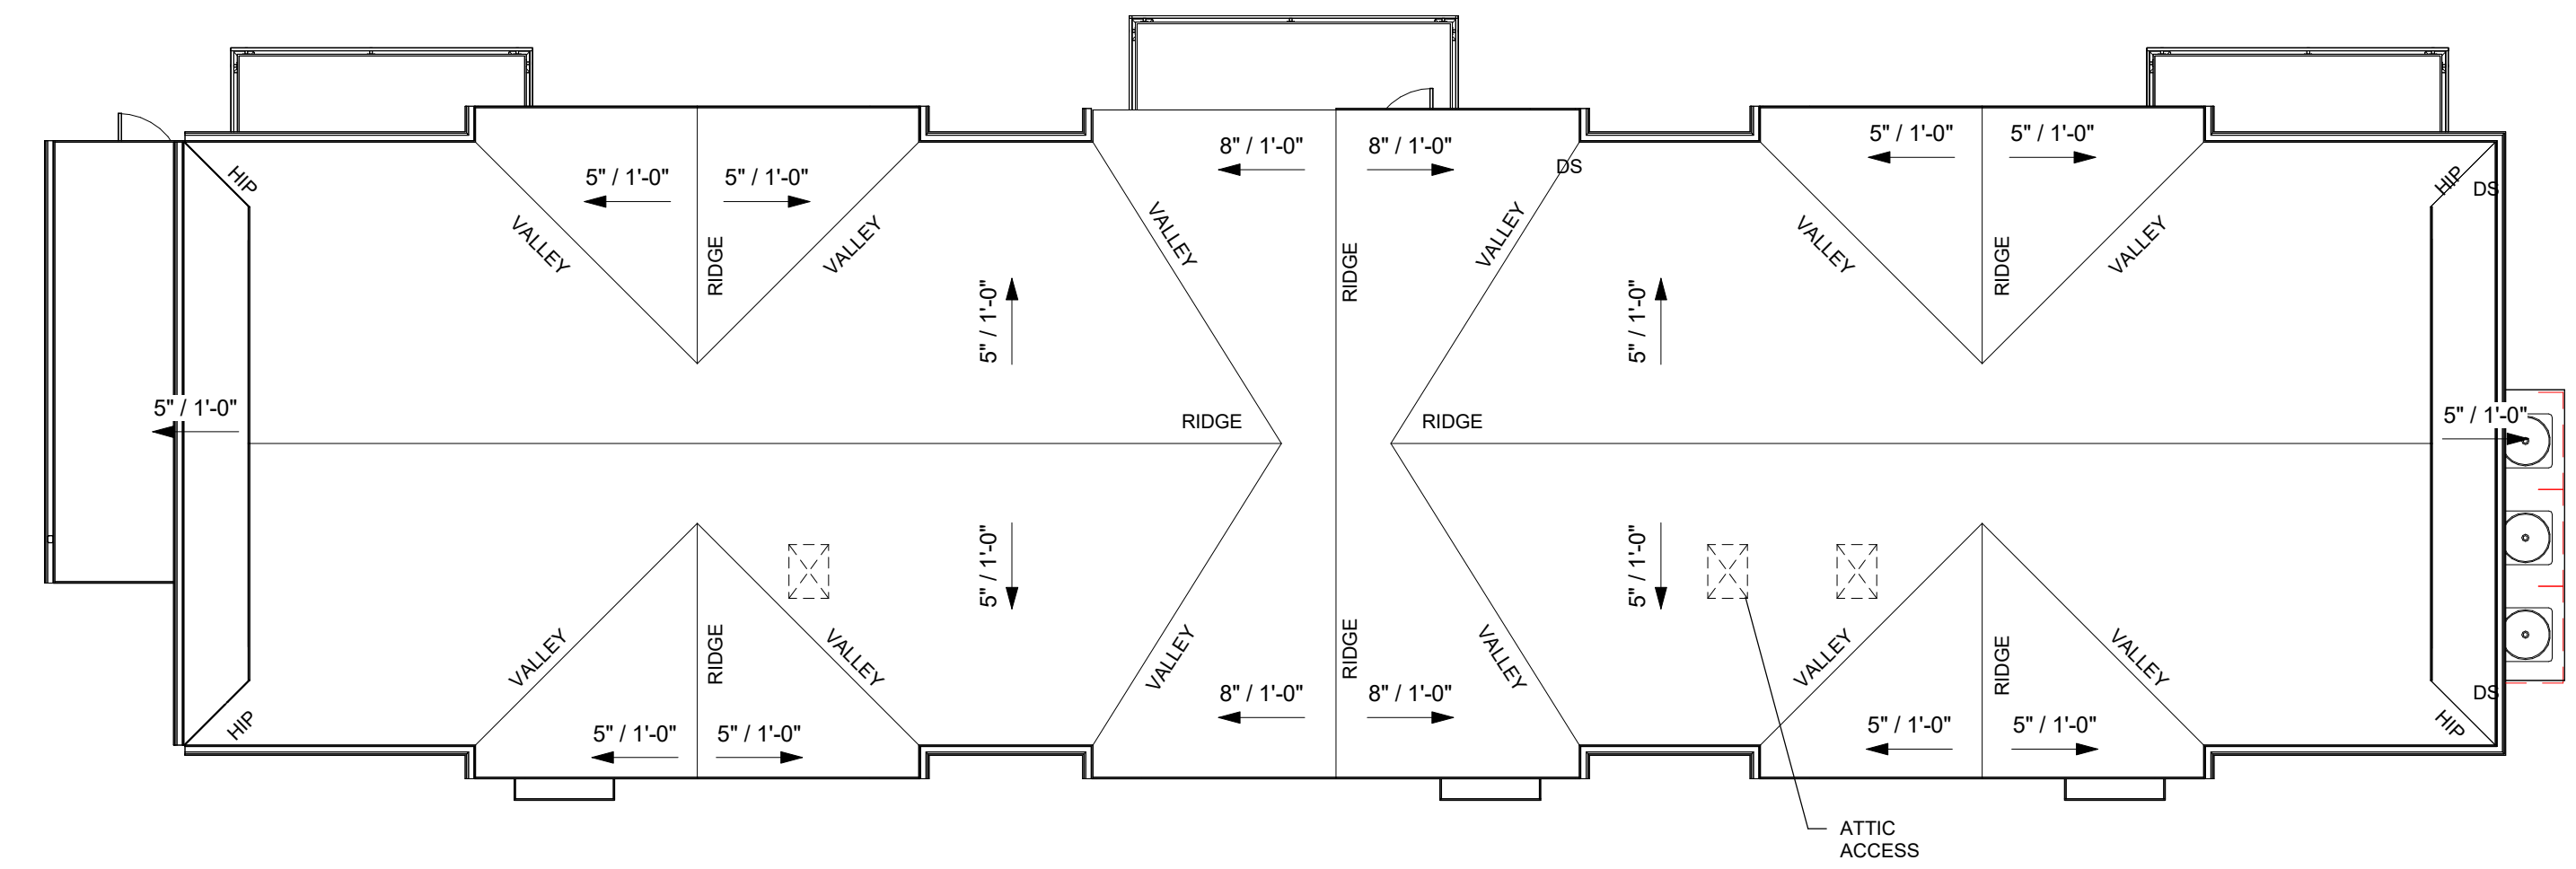 8" / 1'-0"
8" / 1'-0"
5" / 1'-0"
5" / 1'-0"
DS
HIP
5" / 1'-0"
5" / 1'-0"
HIP
DS
VALLEY
VALLEY
RIDGE
VALLEY
VALLEY
RIDGE
VALLEY
VALLEY
RIDGE
VALLEY
5" / 1'-0"
5" / 1'-0"
5" / 1'-0"
RIDGE
RIDGE
5" / 1'-0"
5" / 1'-0"
5" / 1'-0"
VALLEY
RIDGE
VALLEY
VALLEY
RIDGE
VALLEY
VALLEY
RIDGE
VALLEY
HIP
5" / 1'-0"
5" / 1'-0"
8" / 1'-0"
8" / 1'-0"
5" / 1'-0"
5" / 1'-0"
DS
HIP
ATTIC
ACCESS